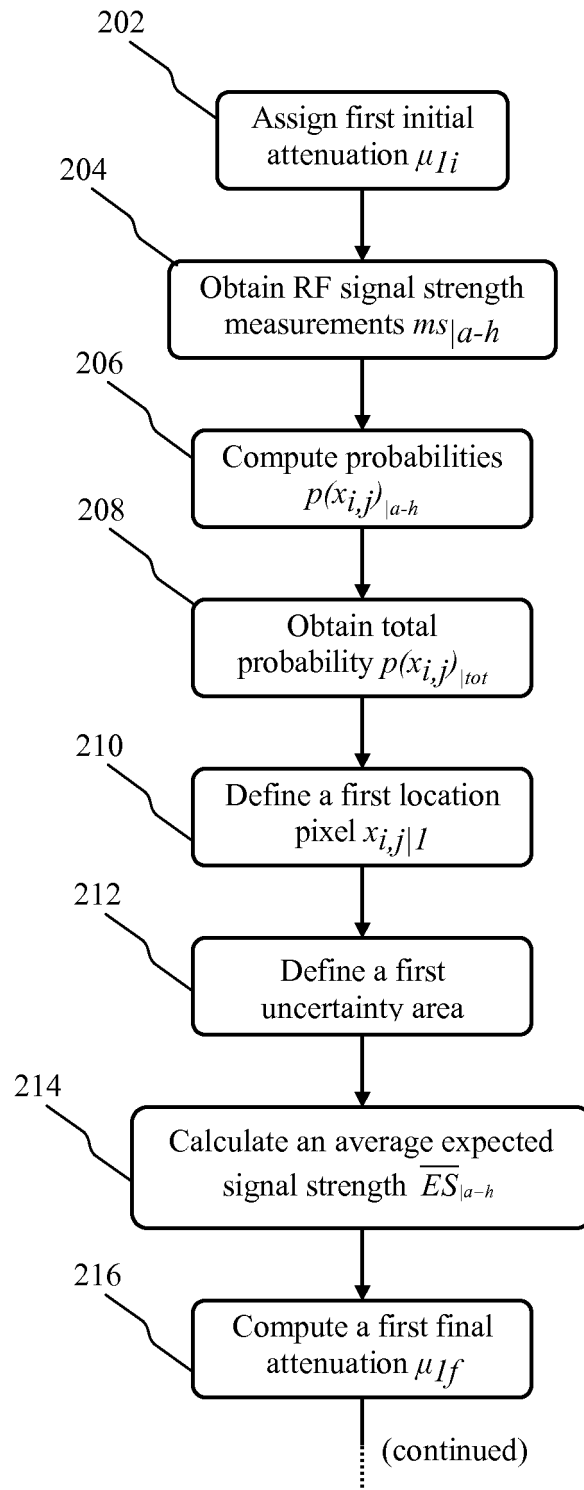 202
Assign first initial
attenuation μ1i
204
Obtain RF signal strength
measurements ms|a-h
206
Compute probabilities
p(xi,j)|a-h
208
Obtain total
probability p(xi,j)|tot
210
Define a first location
pixel xi,j|1
212
Define a first
uncertainty area
214
Calculate an average expected
signal strength E̅S̅|a−h
216
Compute a first final
attenuation μ1f
(continued)